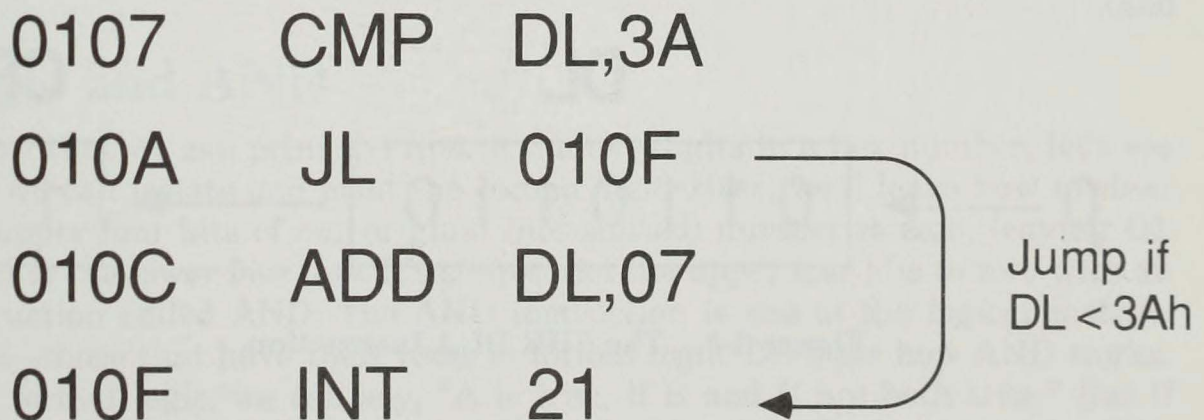 0107 CMP DL,3A
010A JL 010F
010C ADD DL,07
010F INT 21
Jump if
DL < 3Ah